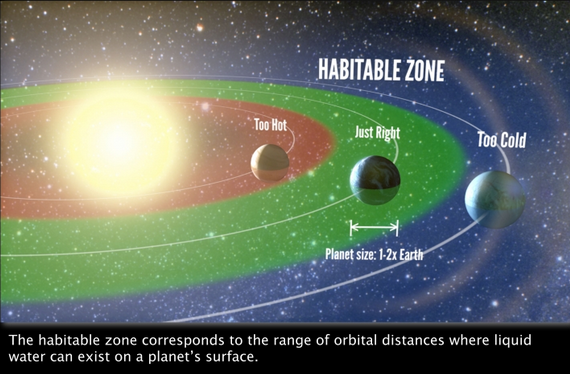 HABITABLE ZONE
Too Hot
Just Right
Too Cold
Planet size: 1-2x Earth
The habitable zone corresponds to the range of orbital distances where liquid
water can exist on a planet's surface.